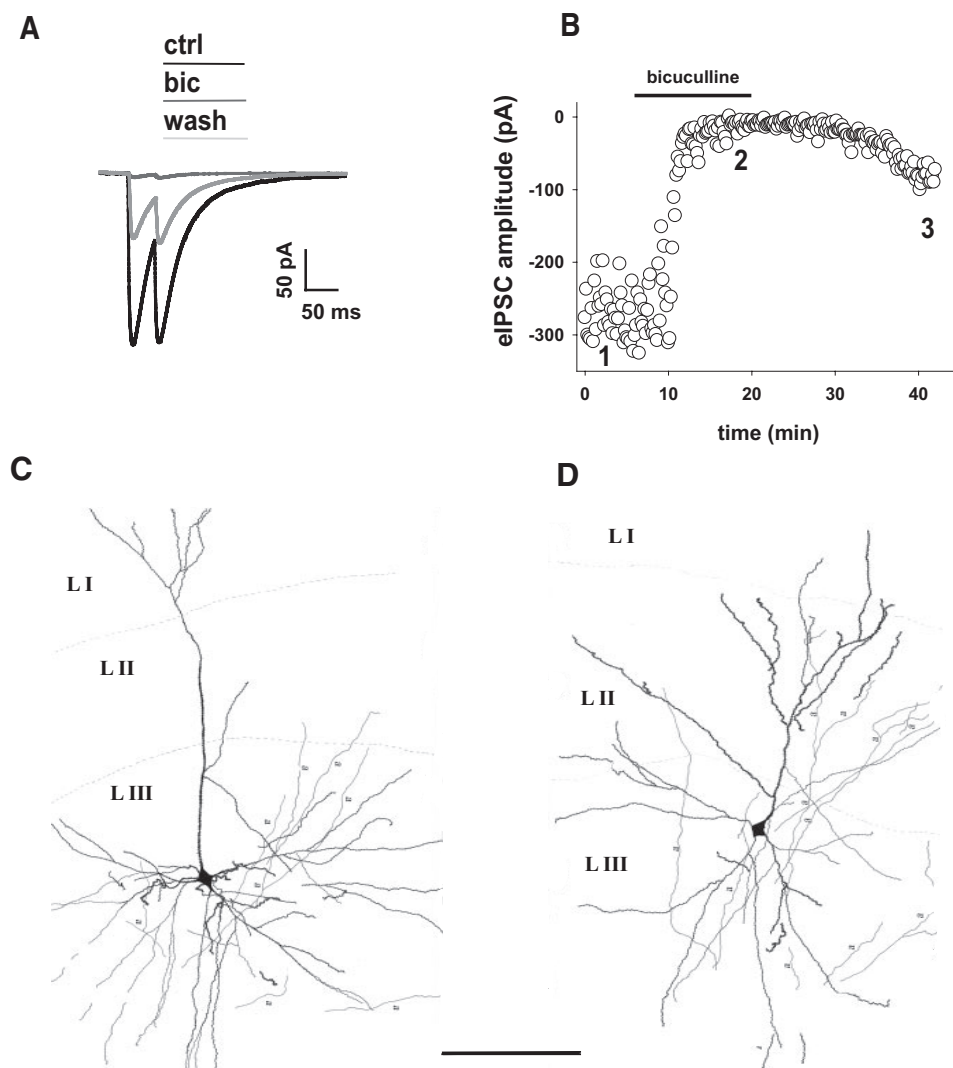 A
ctrl
bic
wash
50 pA
50 ms
B
bicuculline
eIPSC amplitude (pA)
0
-100
-200
-300
1
2
3
0
10
20
30
40
time (min)
C
L I
L II
L III
D
L I
L II
L III
a
a
a
a
a
a
a
a
a
a
a
a
a